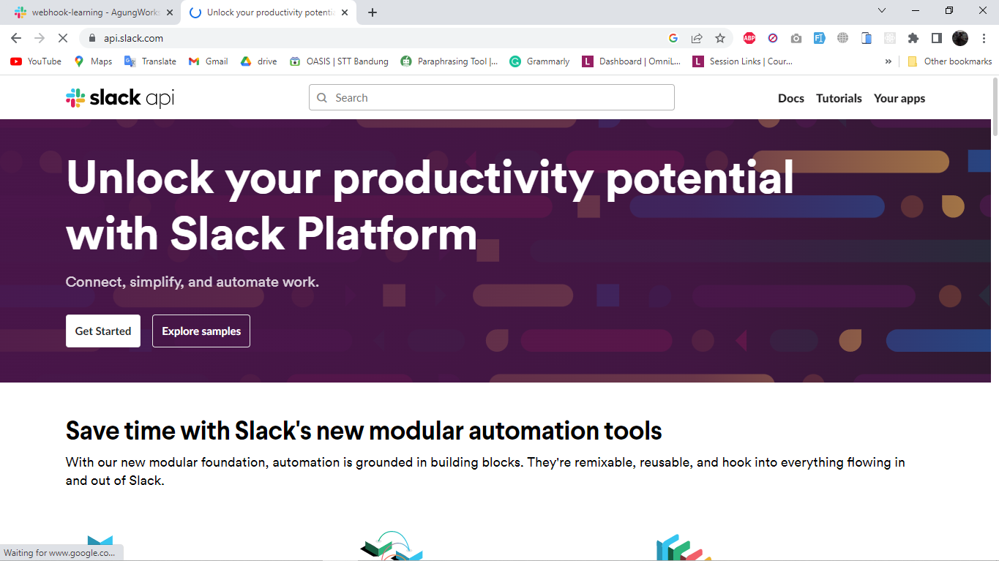 webhook-learning - AgungWorks
Unlock your productivity potentia
api.slack.com
YouTube
Maps
Translate
Gmail
drive
OASIS | STT Bandung
Paraphrasing Tool |...
Grammarly
Dashboard | OmniL...
Session Links | Cour...
»
Other bookmarks
slack api
Search
Docs
Tutorials
Your apps
Unlock your productivity potential
with Slack Platform
Connect, simplify, and automate work.
Get Started
Explore samples
Save time with Slack's new modular automation tools
With our new modular foundation, automation is grounded in building blocks. They're remixable, reusable, and hook into everything flowing in
and out of Slack.
Waiting for www.google.co...